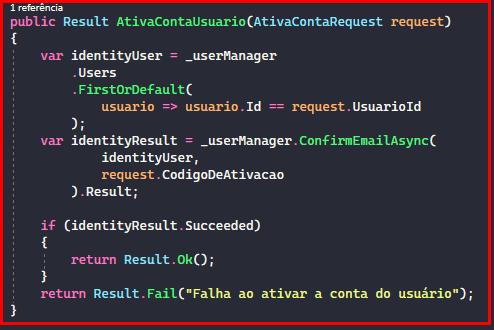 1 referência
public Result AtivaContaUsuario(AtivaContaRequest request)
{
    var identityUser = _userManager
        .Users
        .FirstOrDefault(
            usuario => usuario.Id == request.UsuarioId
        );
    var identityResult = _userManager.ConfirmEmailAsync(
            identityUser,
            request.CodigoDeAtivacao
        ).Result;

    if (identityResult.Succeeded)
    {
        return Result.Ok();
    }
    return Result.Fail("Falha ao ativar a conta do usuário");
}